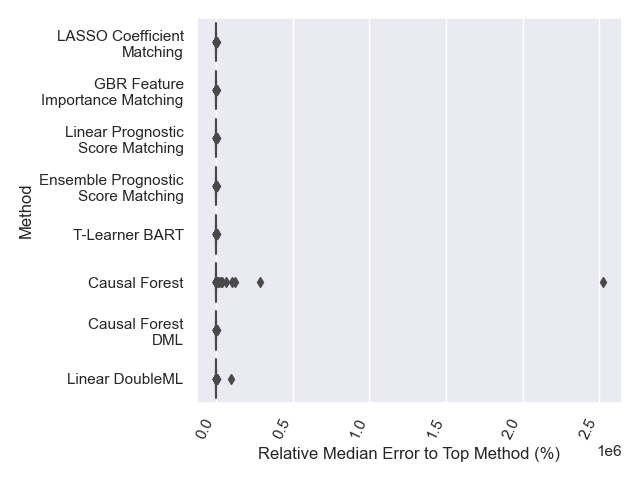 LASSO Coefficient
Matching
GBR Feature
Importance Matching
Linear Prognostic
Score Matching
Ensemble Prognostic
Score Matching
T-Learner BART
Causal Forest
Causal Forest
DML
Linear DoubleML
Method
0.0 0.5 1.0 1.5 2.0 2.5
1e6
Relative Median Error to Top Method (%)